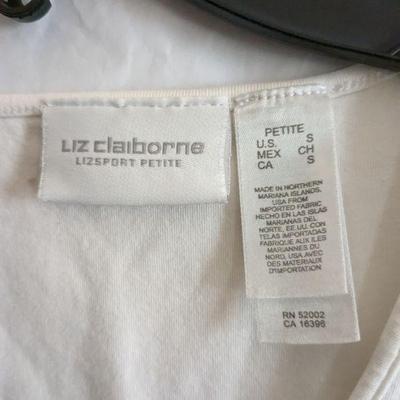 Liz claiborne
LIZSPORT PETITE
PETITE
U.S. S
MEX CH
CA S
MADE IN NORTHERN
MARIANA ISLANDS,
USA FROM
IMPORTED FABRIC
HECHO EN LAS ISLAS
MARIANAS DEL
NORTE, EE.UU. CON
TELAS IMPORTADAS
FABRIQUE AUX ILES
MARIANNES DU
NORD, USA AVEC
DES MATERIAUX
D'IMPORTATION
RN 52002
CA 16396